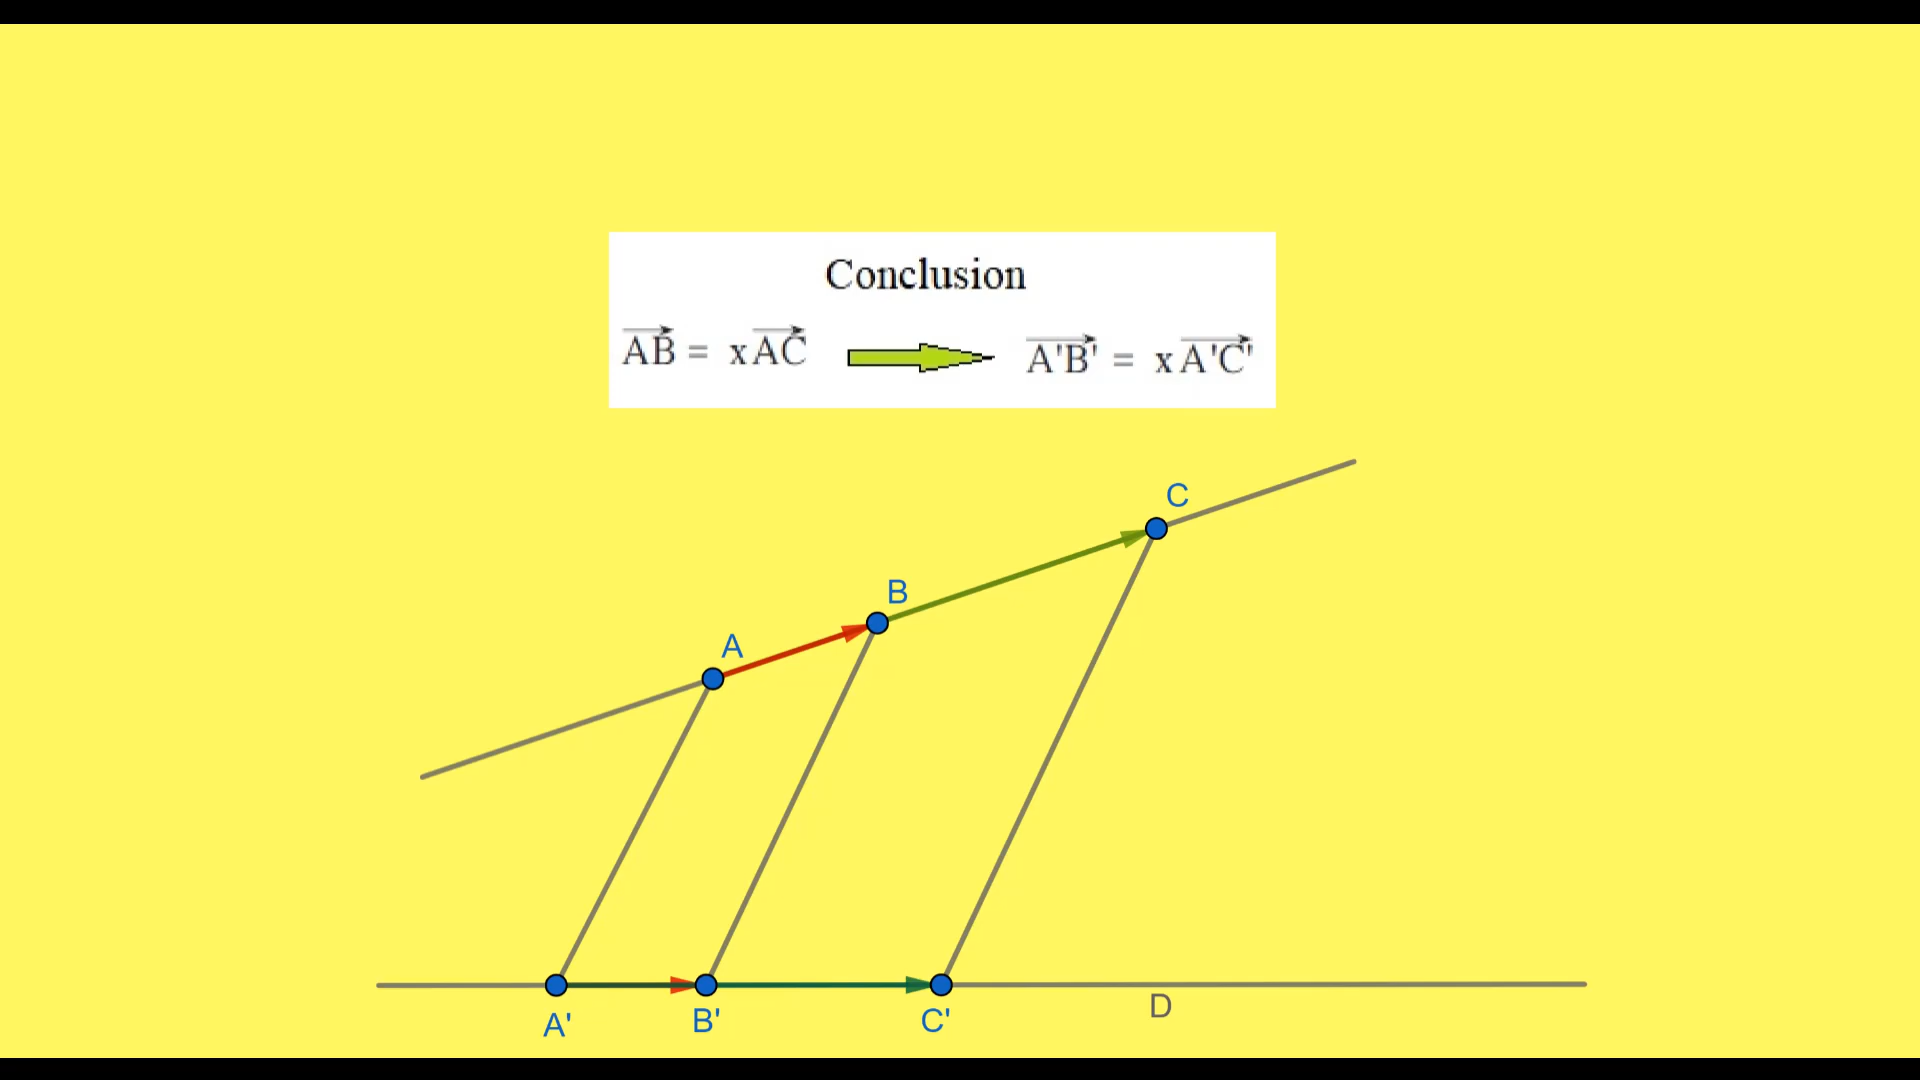 Conclusion
AB = xAC A'B' = xA'C'
C
B
A
D
A' B' C'